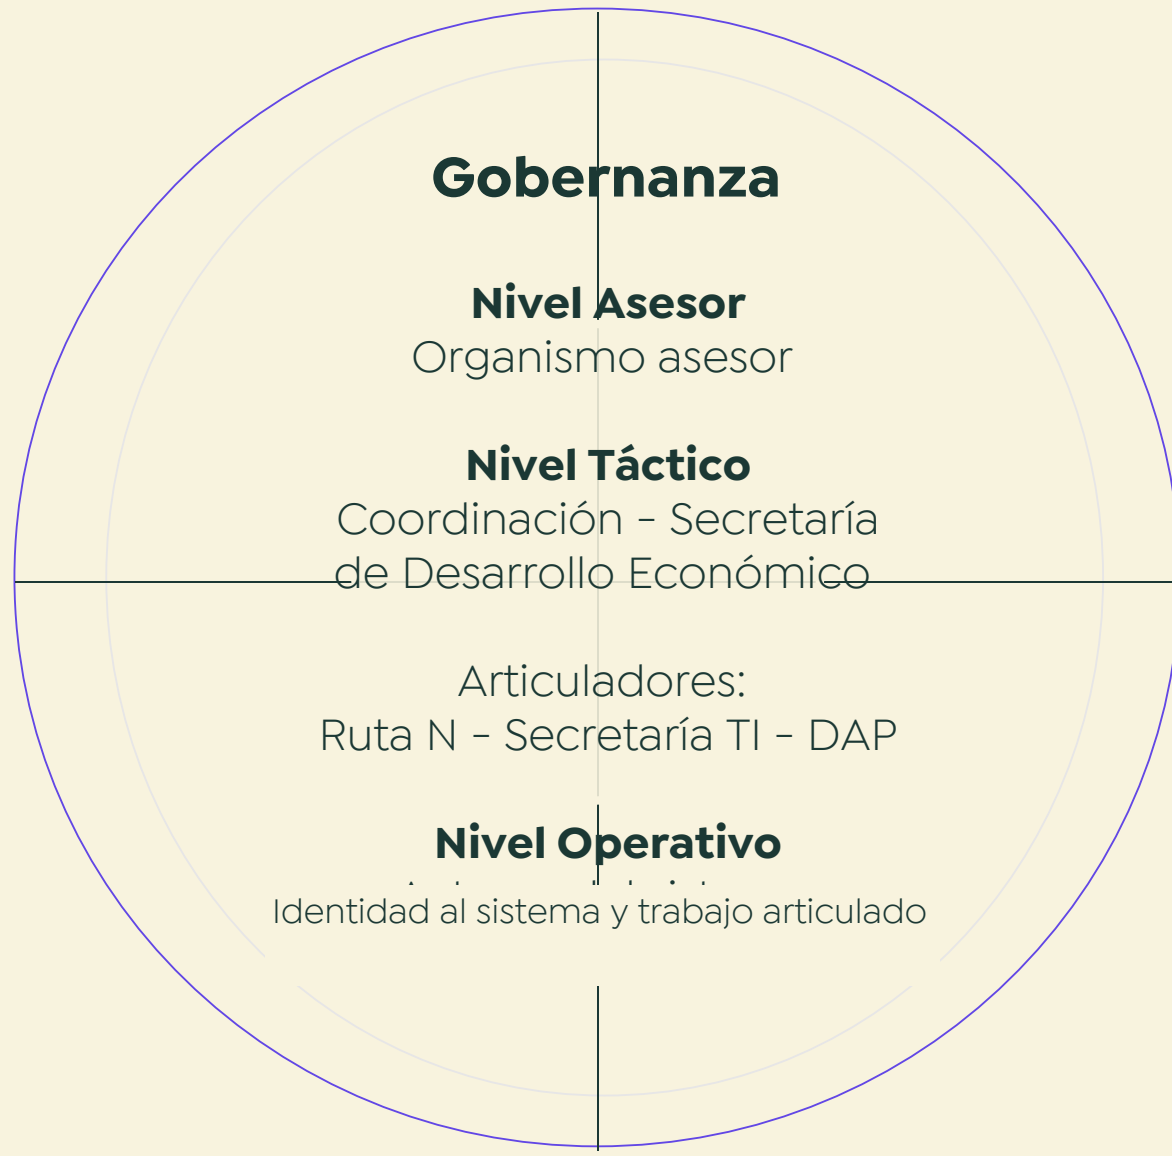 Gobernanza
Nivel Asesor
Organismo asesor
Nivel Táctico
Coordinación - Secretaría
de Desarrollo Económico
Articuladores:
Ruta N - Secretaría TI - DAP
Nivel Operativo
Identidad al sistema y trabajo articulado